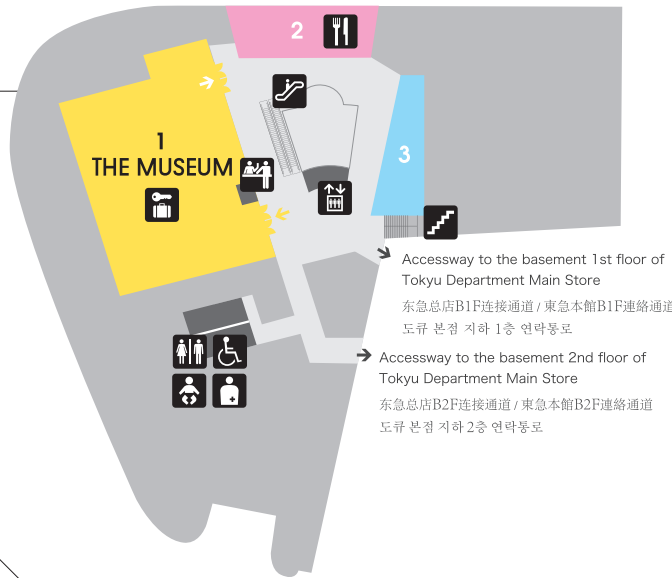 2
1
THE MUSEUM
3
Accessway to the basement 1st floor of
Tokyu Department Main Store
东急总店B1F连接通道 / 東急本館B1F連絡通道
도큐 본점 지하 1층 연락통로
Accessway to the basement 2nd floor of
Tokyu Department Main Store
东急总店B2F连接通道 / 東急本館B2F連絡通道
도큐 본점 지하 2층 연락통로